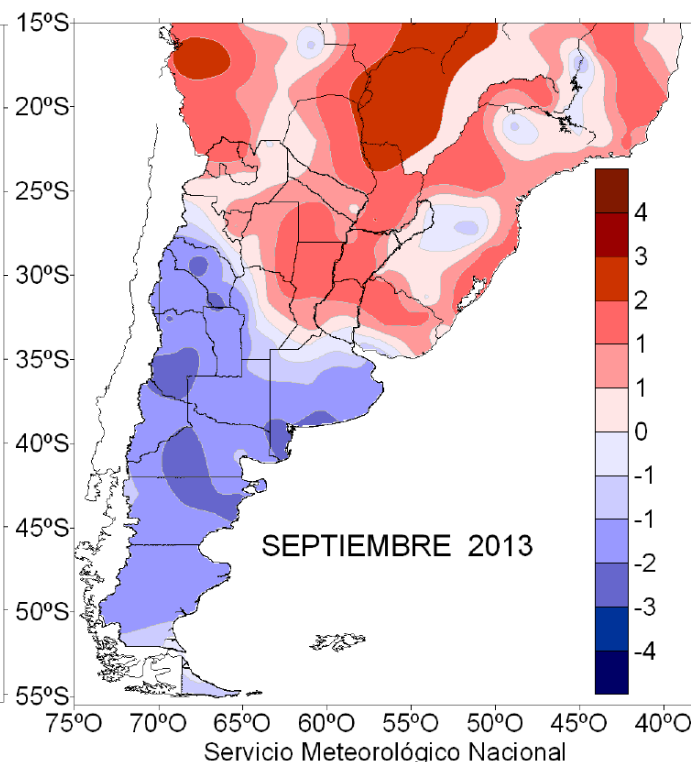 15ºS
20ºS
25ºS
30ºS
35ºS
40ºS
45ºS
50ºS
55ºS
4
3
2
1
1
0
-1
-1
-2
-3
-4
SEPTIEMBRE 2013
75ºO 70ºO 65ºO 60ºO 55ºO 50ºO 45ºO 40ºO
Servicio Meteorológico Nacional